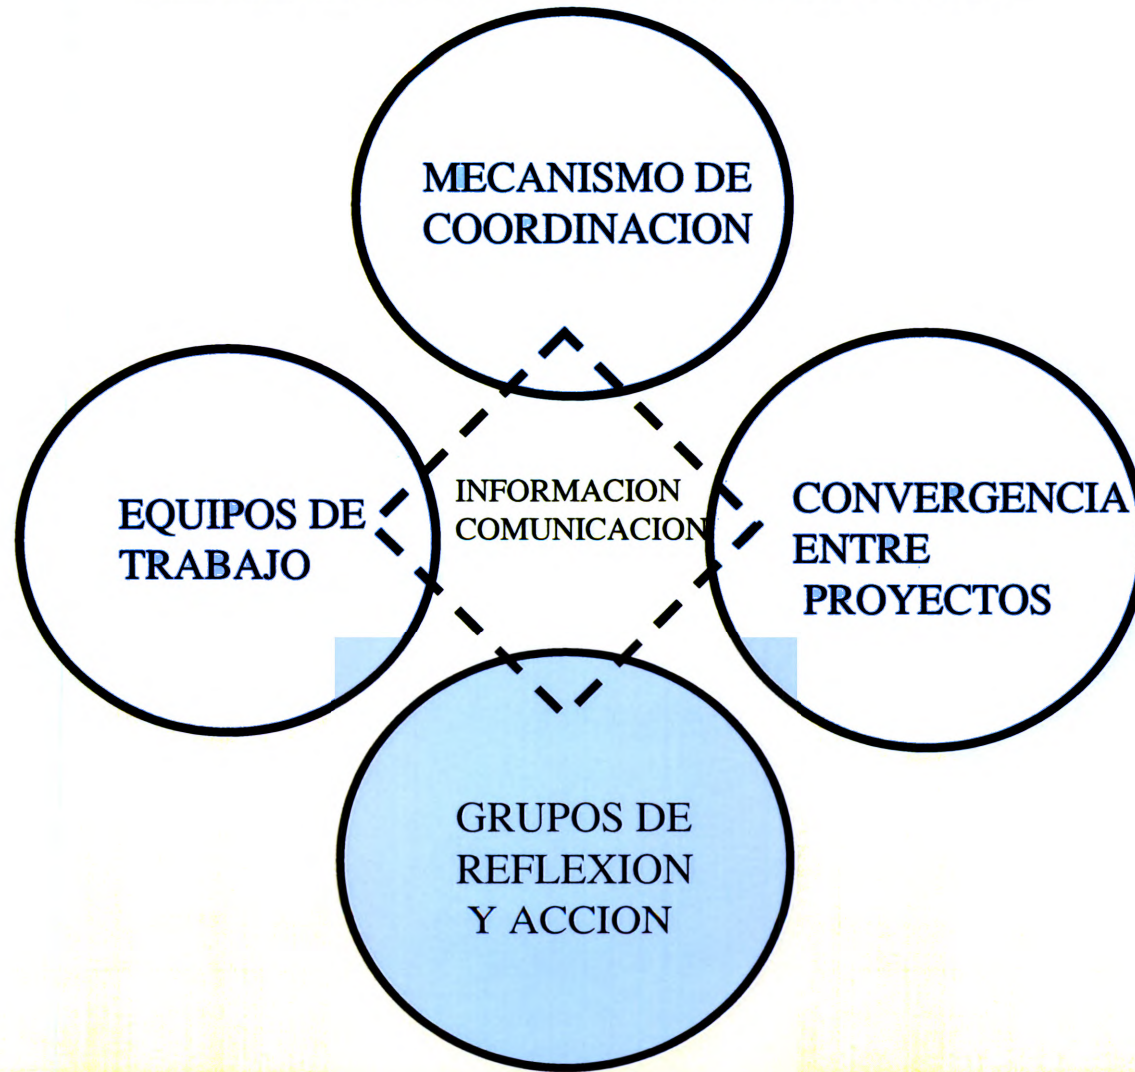 MECANISMO DE
COORDINACION
EQUIPOS DE
TRABAJO
INFORMACION
COMUNICACION
CONVERGENCIA
ENTRE
PROYECTOS
GRUPOS DE
REFLEXION
Y ACCION